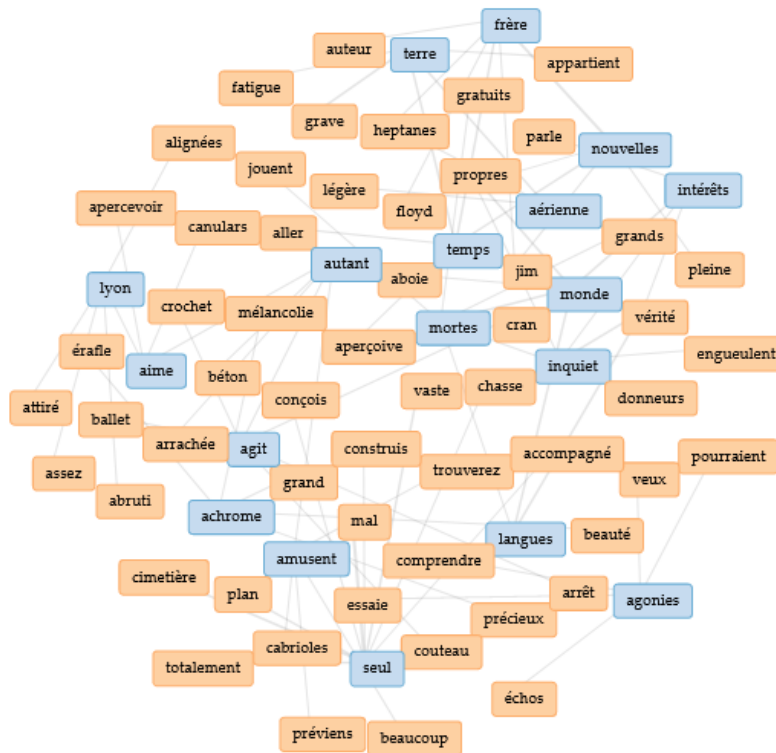 frère
auteur
terre
appartient
fatigue
gratuits
grave
heptanes
parle
alignées
nouvelles
jouent
légère
propres
intérêts
apercevoir
floyd
aérienne
canulars
aller
grands
autant
temps
jim
pleine
lyon
aboie
monde
crochet
mélancolie
vérité
mortes
cran
érafle
aperçoive
engueulent
aime
béton
inquiet
attiré
conçois
vaste
chasse
donneurs
ballet
arrachée
agit
construis
accompagné
pourraient
assez
grand
trouverez
veux
abruti
achrome
mal
langues
beauté
amusent
comprendre
cimetière
plan
essaie
arrêt
agonies
précieux
cabrioles
couteau
totalement
seul
échos
préviens
beaucoup